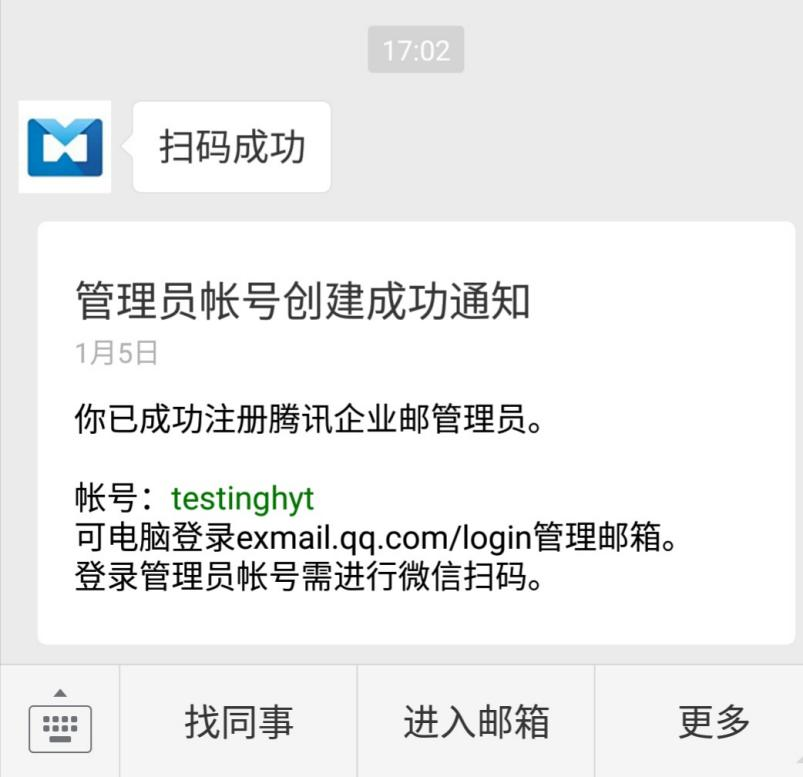 17:02
扫码成功
管理员帐号创建成功通知
1月5日
你已成功注册腾讯企业邮管理员。
帐号：testinghyt
可电脑登录exmail.qq.com/login管理邮箱。
登录管理员帐号需进行微信扫码。
找同事
进入邮箱
更多